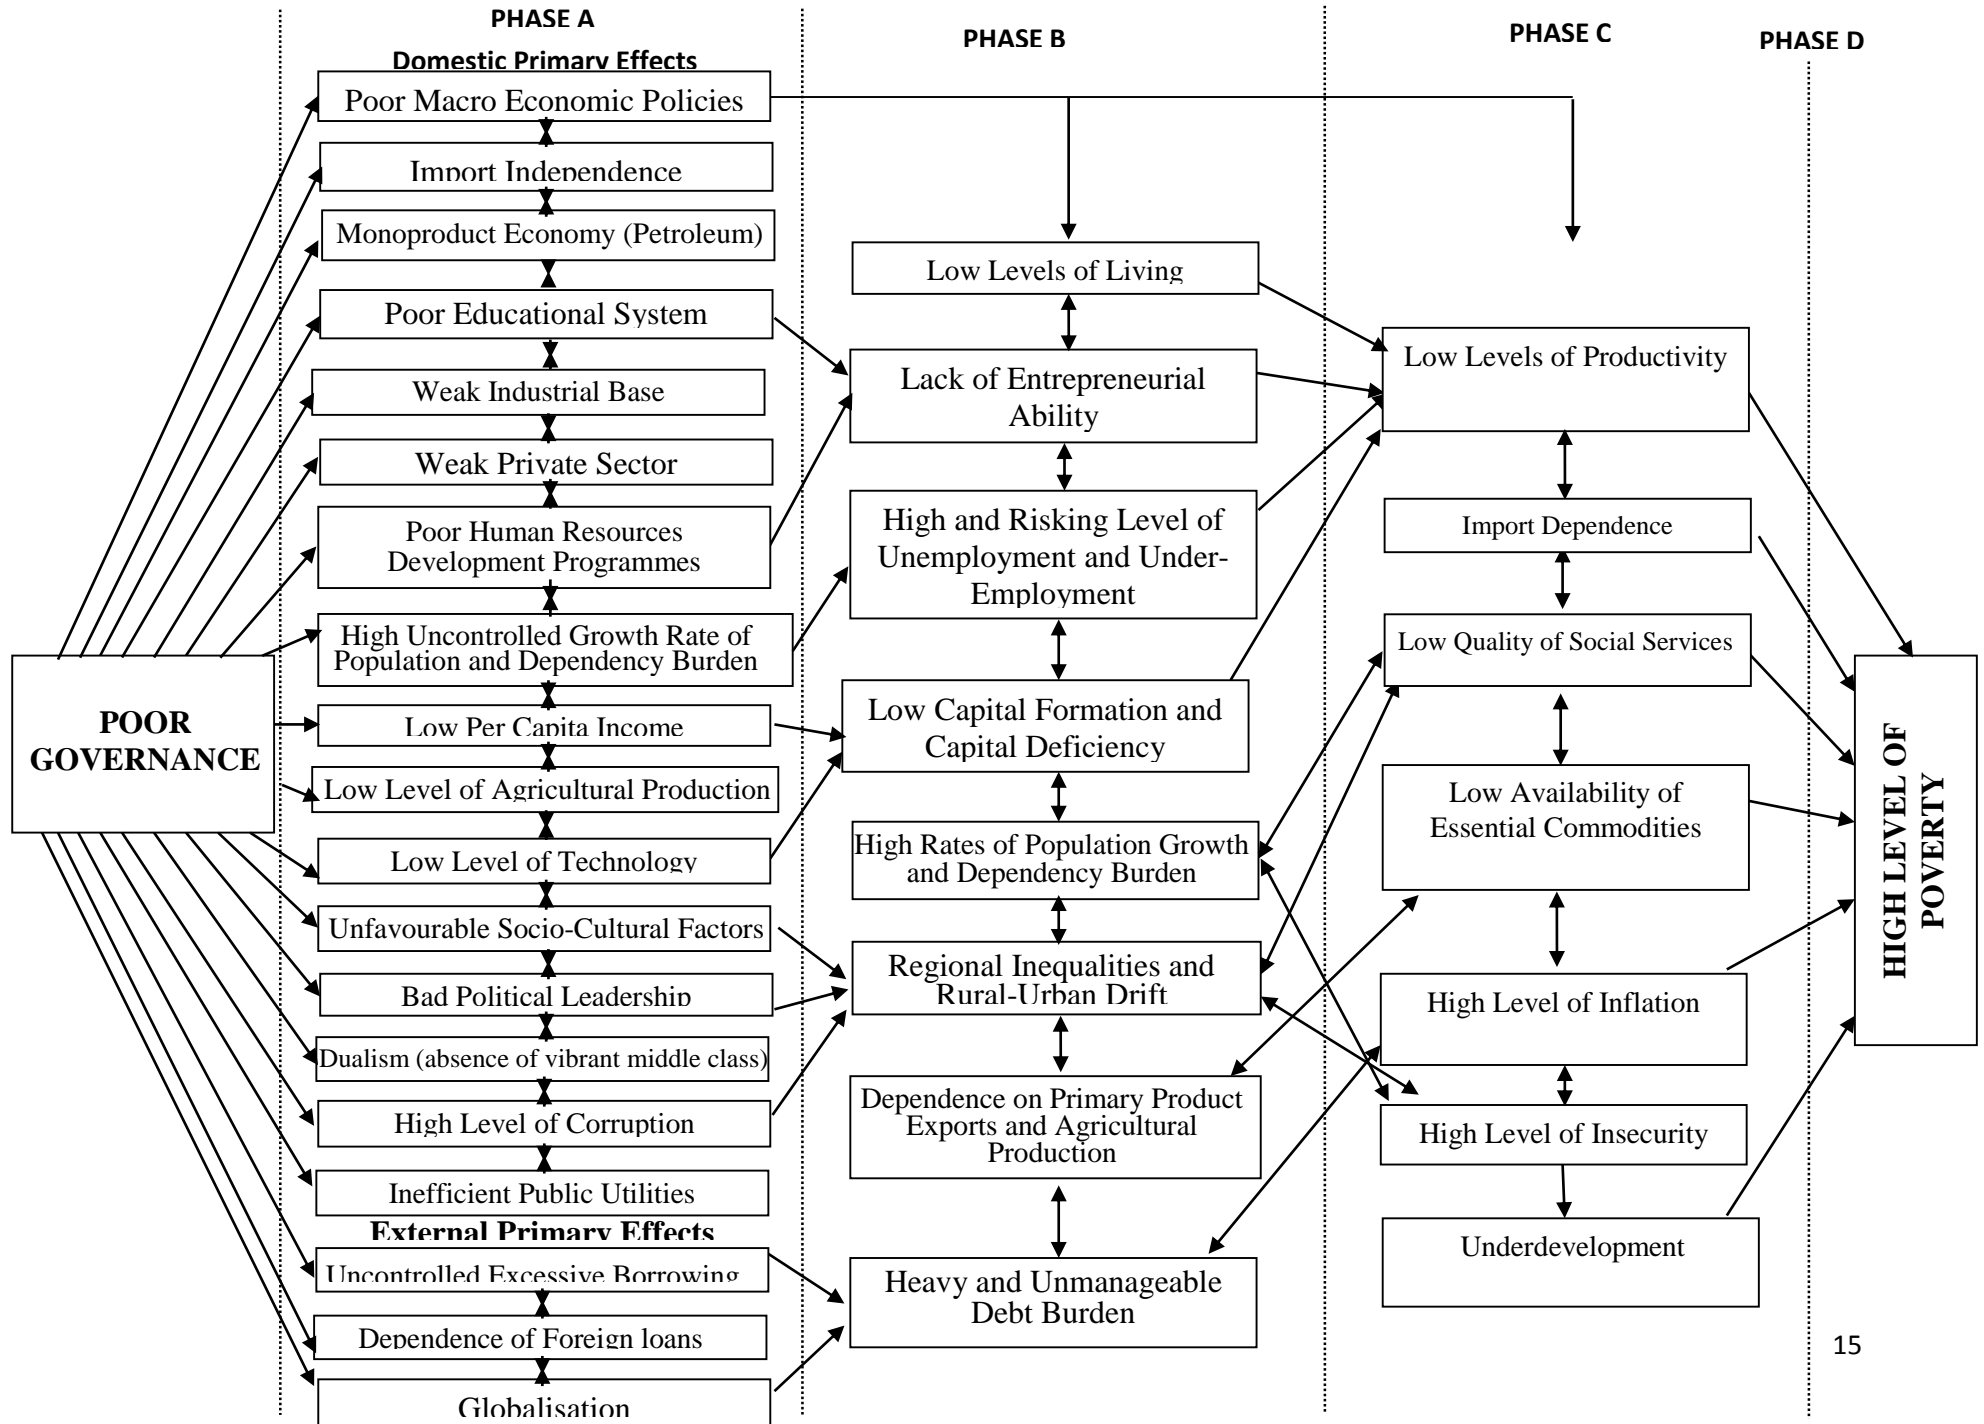 PHASE A
PHASE B
PHASE C
PHASE D
Domestic Primary Effects
Poor Macro Economic Policies
Import Independence
Monoproduct Economy (Petroleum)
Poor Educational System
Weak Industrial Base
Weak Private Sector
Poor Human Resources
Development Programmes
High Uncontrolled Growth Rate of
Population and Dependency Burden
POOR
GOVERNANCE
Low Per Capita Income
Low Level of Agricultural Production
Low Level of Technology
Unfavourable Socio-Cultural Factors
Bad Political Leadership
Dualism (absence of vibrant middle class)
High Level of Corruption
Inefficient Public Utilities
External Primary Effects
Uncontrolled Excessive Borrowing
Dependence of Foreign loans
Globalisation
Low Levels of Living
Lack of Entrepreneurial
Ability
High and Risking Level of
Unemployment and Under-
Employment
Low Capital Formation and
Capital Deficiency
High Rates of Population Growth
and Dependency Burden
Regional Inequalities and
Rural-Urban Drift
Dependence on Primary Product
Exports and Agricultural
Production
Heavy and Unmanageable
Debt Burden
Low Levels of Productivity
Import Dependence
Low Quality of Social Services
Low Availability of
Essential Commodities
High Level of Inflation
High Level of Insecurity
Underdevelopment
HIGH LEVEL OF
POVERTY
15